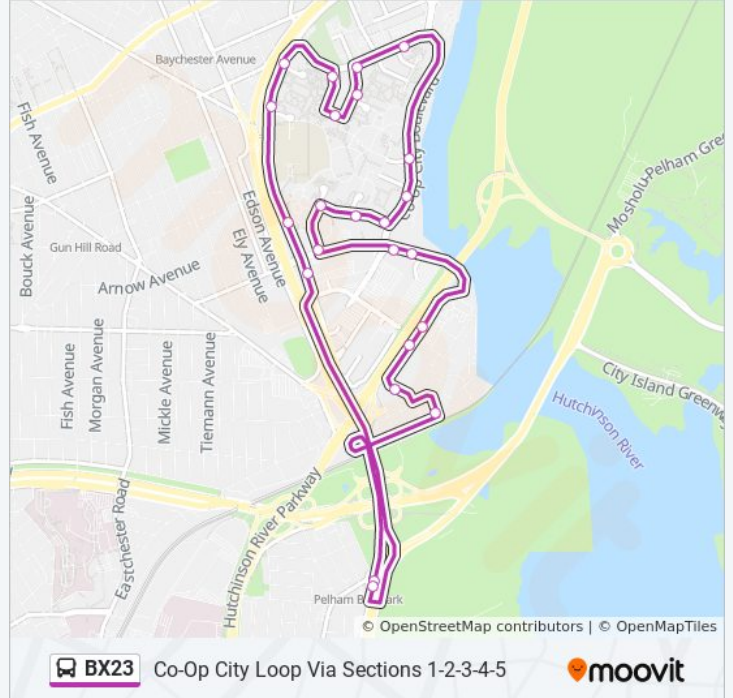 Baychester Avenue
Fish Avenue
Co-Op City Boulevard
Mosholu-Pelham Gre
Edson Avenue
Ely Avenue
Bouck Avenue
Gun Hill Road
Arnow Avenue
Fish Avenue
Morgan Avenue
Mickle Avenue
Tiemann Avenue
City Island Greenw
Hutchinson River
Eastchester Road
Hutchinson River Parkway
Pelham B Park
© OpenStreetMap contributors | © OpenMapTiles
BX23 Co-Op City Loop Via Sections 1-2-3-4-5 moovit